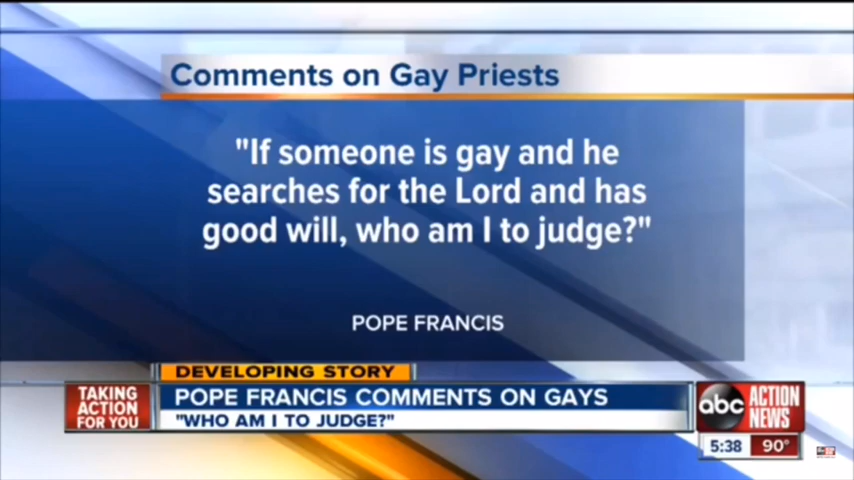 Comments on Gay Priests
"If someone is gay and he
searches for the Lord and has
good will, who am I to judge?"
POPE FRANCIS
DEVELOPING STORY
TAKING
ACTION
FOR YOU
POPE FRANCIS COMMENTS ON GAYS
"WHO AM I TO JUDGE?"
abc
ACTION
NEWS
5:38 90°